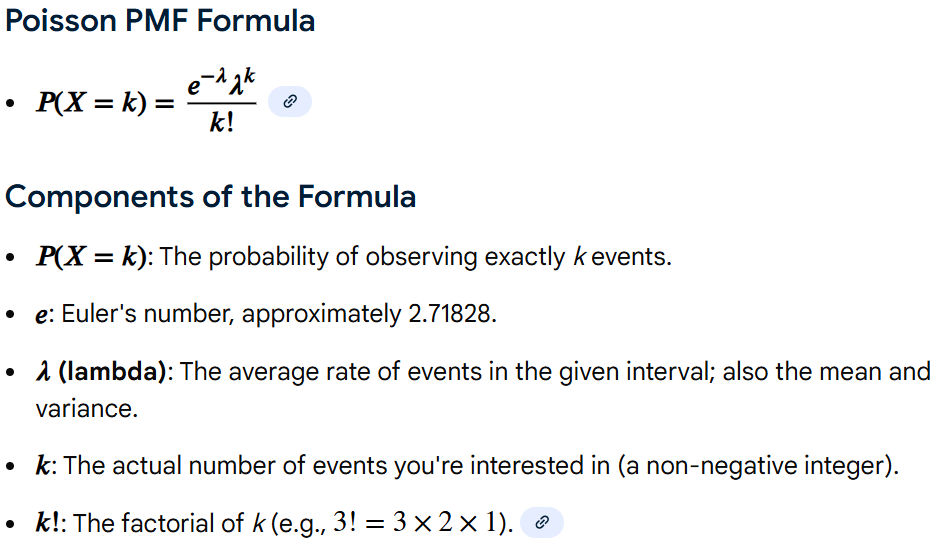 Poisson PMF Formula
• P(X = k) = \frac{e^{-λ} λ^k}{k!}
Components of the Formula
• P(X = k): The probability of observing exactly k events.
• e: Euler's number, approximately 2.71828.
• λ (lambda): The average rate of events in the given interval; also the mean and
variance.
• k: The actual number of events you're interested in (a non-negative integer).
• k!: The factorial of k (e.g., 3! = 3 × 2 × 1).